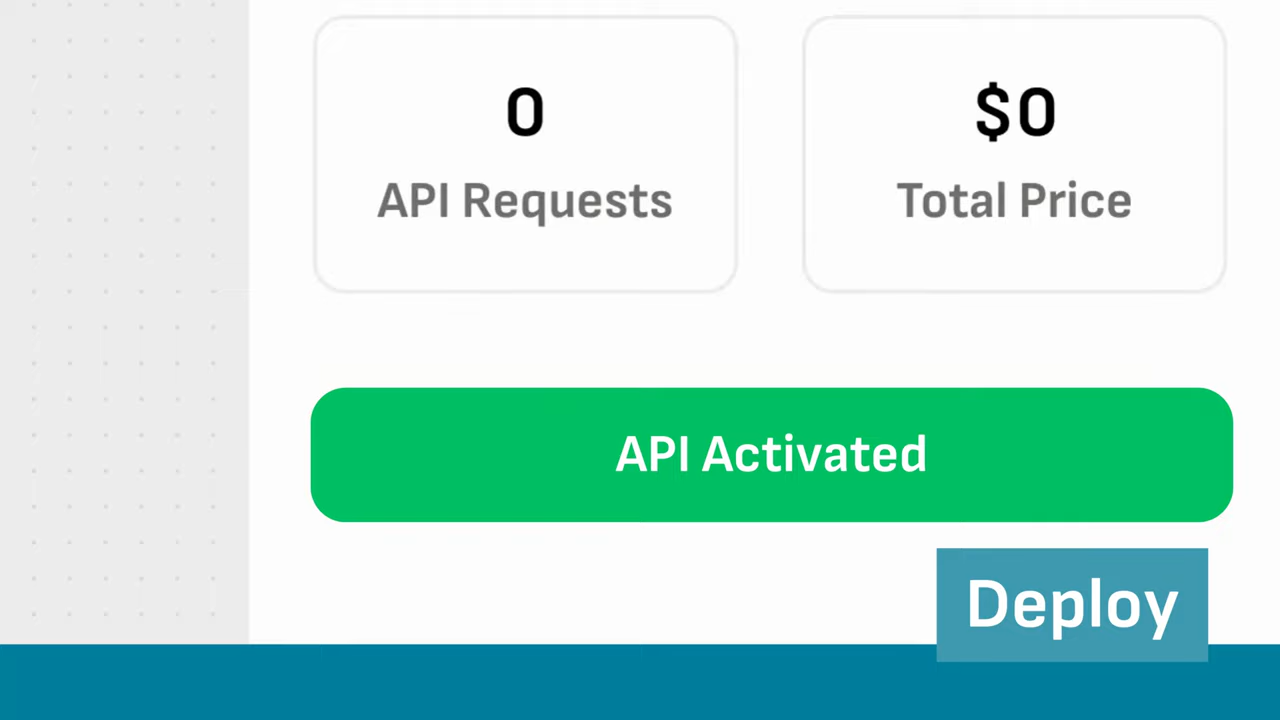 0
API Requests
$0
Total Price
API Activated
Deploy